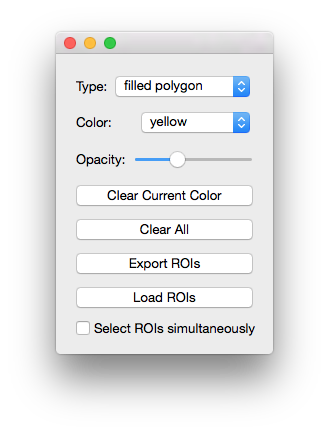 Type: filled polygon
Color: yellow
Opacity:
Clear Current Color
Clear All
Export ROIs
Load ROIs
Select ROIs simultaneously